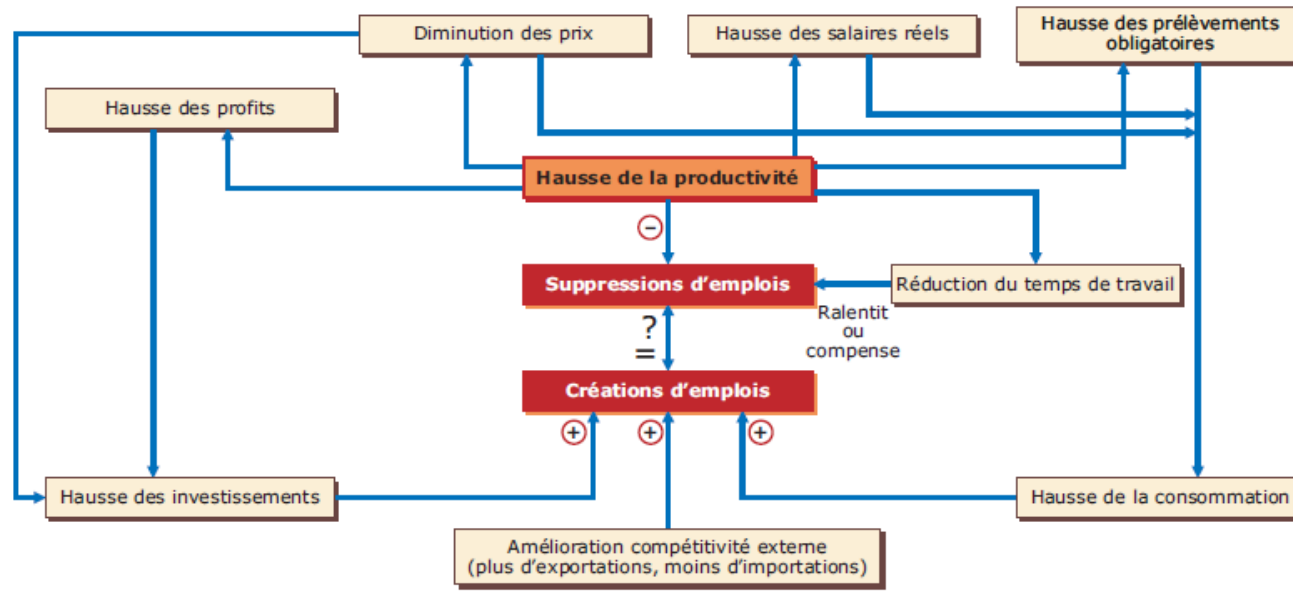 Diminution des prix
Hausse des salaires réels
Hausse des prélèvements
obligatoires
Hausse des profits
Hausse de la productivité
−
Suppressions d’emplois
Réduction du temps de travail
Ralentit
ou
compense
?
=
Créations d’emplois
+
+
+
Hausse des investissements
Hausse de la consommation
Amélioration compétitivité externe
(plus d’exportations, moins d’importations)